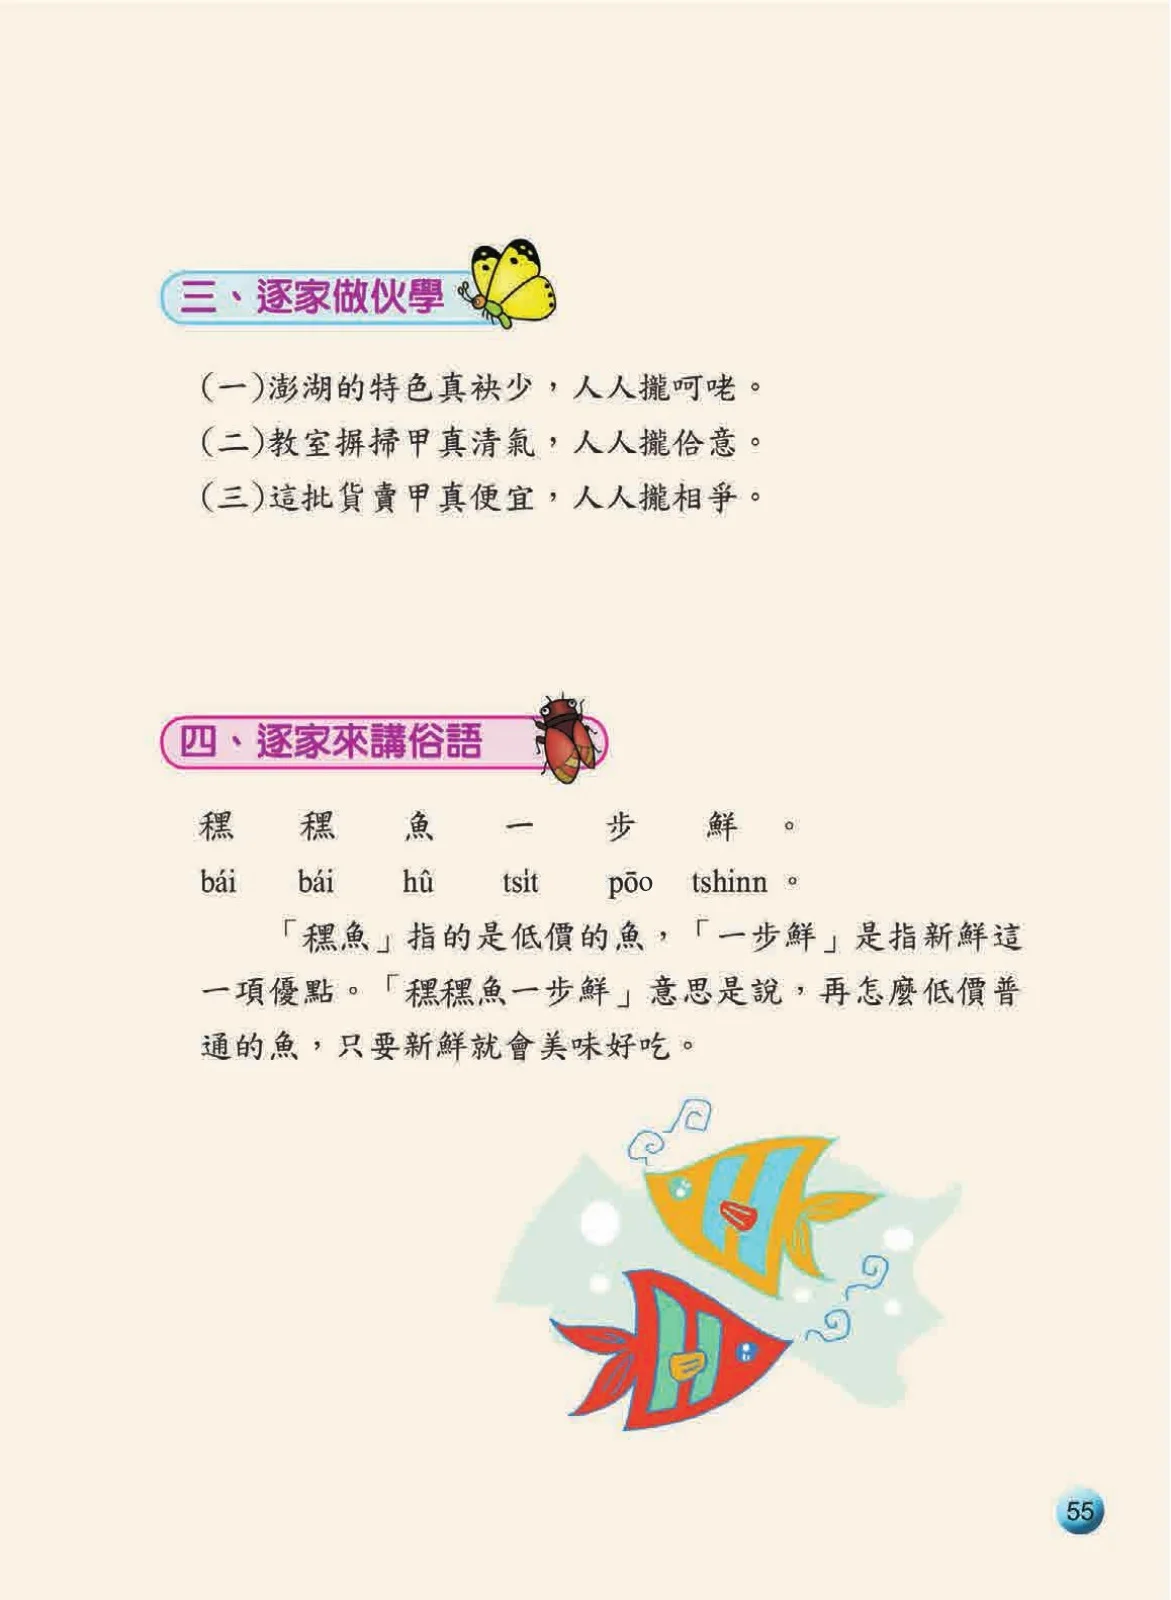 三、逐家做伙學
(一)澎湖的特色真袂少，人人攏呵咾。
(二)教室摒掃甲真清氣，人人攏佮意。
(三)這批貨賣甲真便宜，人人攏相爭。
四、逐家來講俗語
䆀 䆀 魚 一 步 鮮 。
bái bái hû tsi̍t pōo tshinn 。
「䆀魚」指的是低價的魚，「一步鮮」是指新鮮這
一項優點。「䆀䆀魚一步鮮」意思是說，再怎麼低價普
通的魚，只要新鮮就會美味好吃。
55